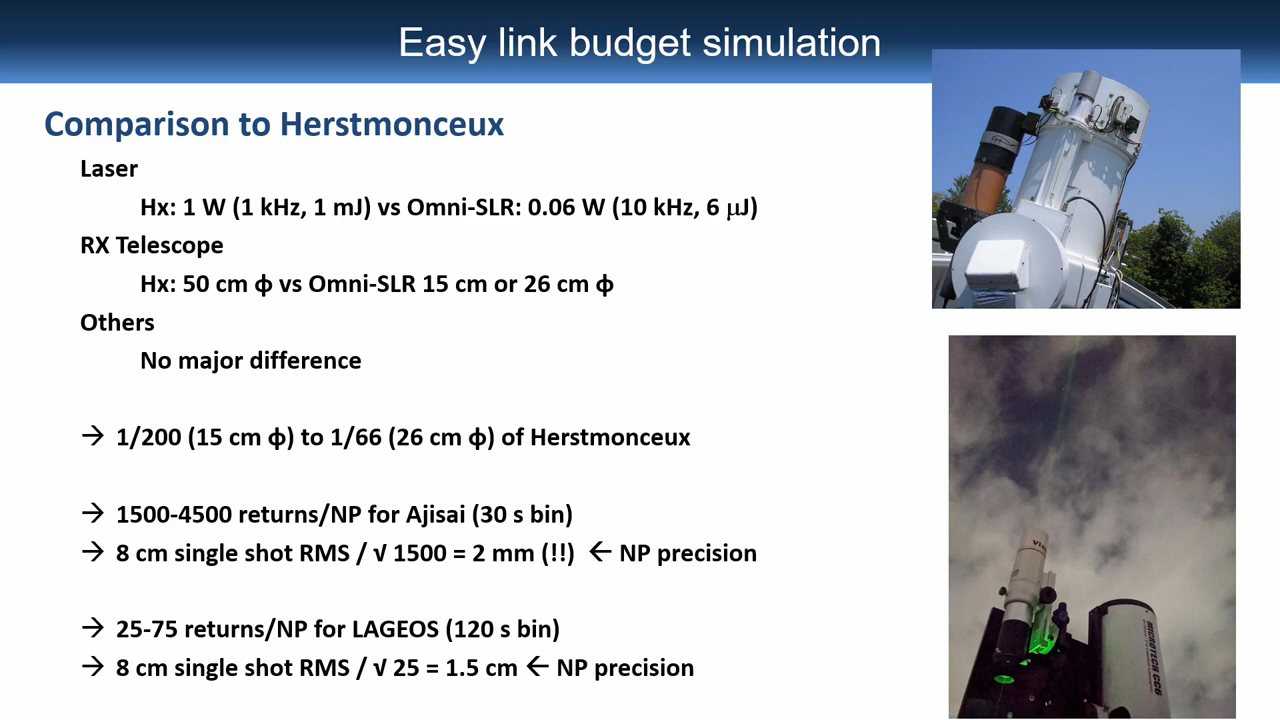 Easy link budget simulation
Comparison to Herstmonceux
Laser
Hx: 1 W (1 kHz, 1 mJ) vs Omni-SLR: 0.06 W (10 kHz, 6 μJ)
RX Telescope
Hx: 50 cm ф vs Omni-SLR 15 cm or 26 cm ф
Others
No major difference
→ 1/200 (15 cm ф) to 1/66 (26 cm ф) of Herstmonceux
→ 1500-4500 returns/NP for Ajisai (30 s bin)
→ 8 cm single shot RMS / √ 1500 = 2 mm (!!) ← NP precision
→ 25-75 returns/NP for LAGEOS (120 s bin)
→ 8 cm single shot RMS / √ 25 = 1.5 cm ← NP precision
MICROTECH CC6